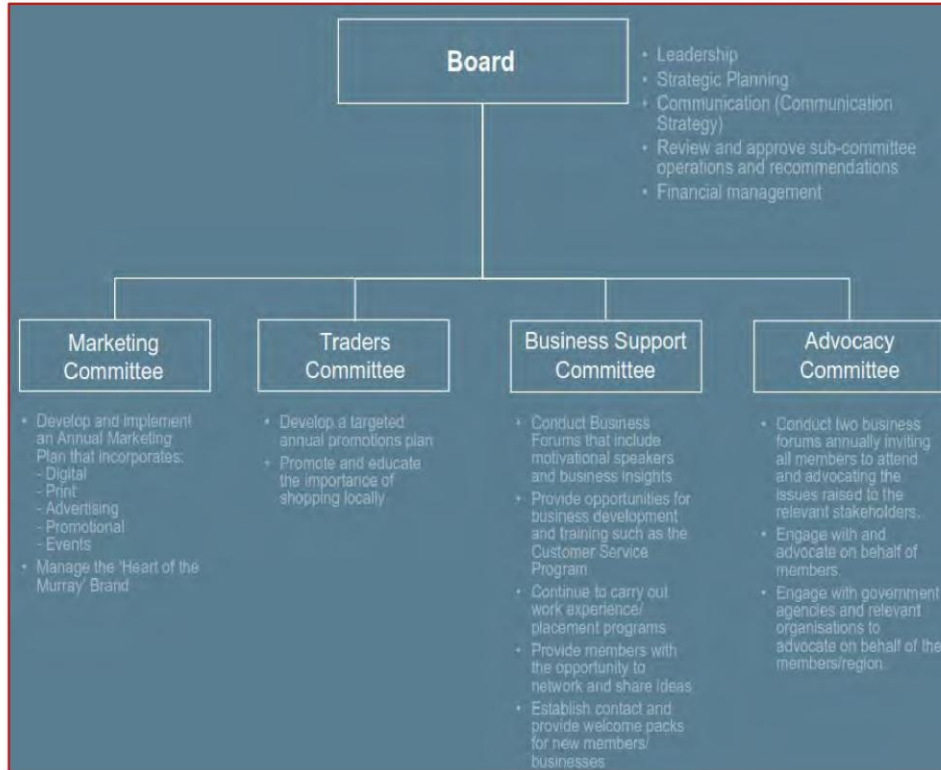 Board
• Leadership
• Strategic Planning
• Communication (Communication
Strategy)
• Review and approve sub-committee
operations and recommendations
• Financial management
Marketing
Committee
• Develop and implement
an Annual Marketing
Plan that incorporates:
- Digital
- Print
- Advertising
- Promotional
- Events
• Manage the 'Heart of the
Murray' Brand
Traders
Committee
• Develop a targeted
annual promotions plan
• Promote and educate
the importance of
shopping locally
Business Support
Committee
• Conduct Business
Forums that include
motivational speakers
and business insights
• Provide opportunities for
business development
and training such as the
Customer Service
Program
• Continue to carry out
work experience/
placement programs
• Provide members with
the opportunity to
network and share ideas
• Establish contact and
provide welcome packs
for new members/
businesses
Advocacy
Committee
• Conduct two business
forums annually inviting
all members to attend
and advocating the
issues raised to the
relevant stakeholders.
• Engage with and
advocate on behalf of
members.
• Engage with government
agencies and relevant
organisations to
advocate on behalf of the
members/region.